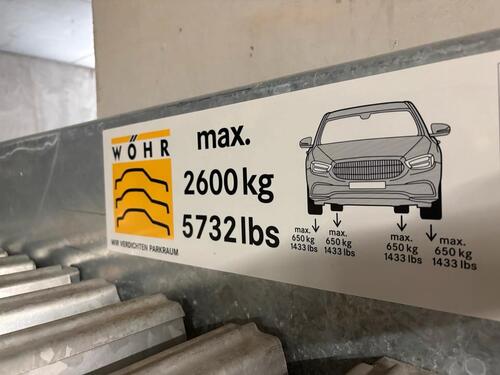 WÖHR
WIR VERDICHTEN PARKRAUM
max.
2600 kg
5732 lbs
max.
650 kg
1433 lbs
max.
650 kg
1433 lbs
max.
650 kg
1433 lbs
max.
650 kg
1433 lbs